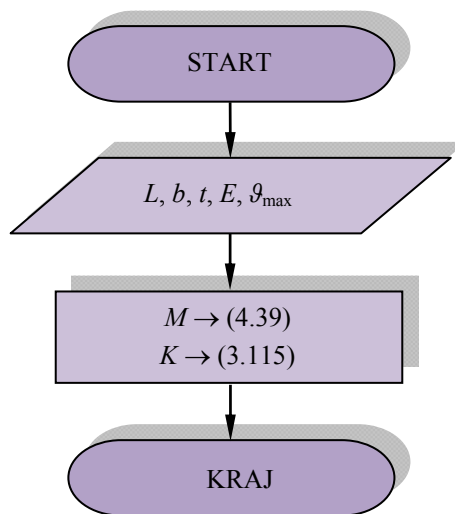 START
L, b, t, E, ϑmax
M → (4.39)
K → (3.115)
KRAJ